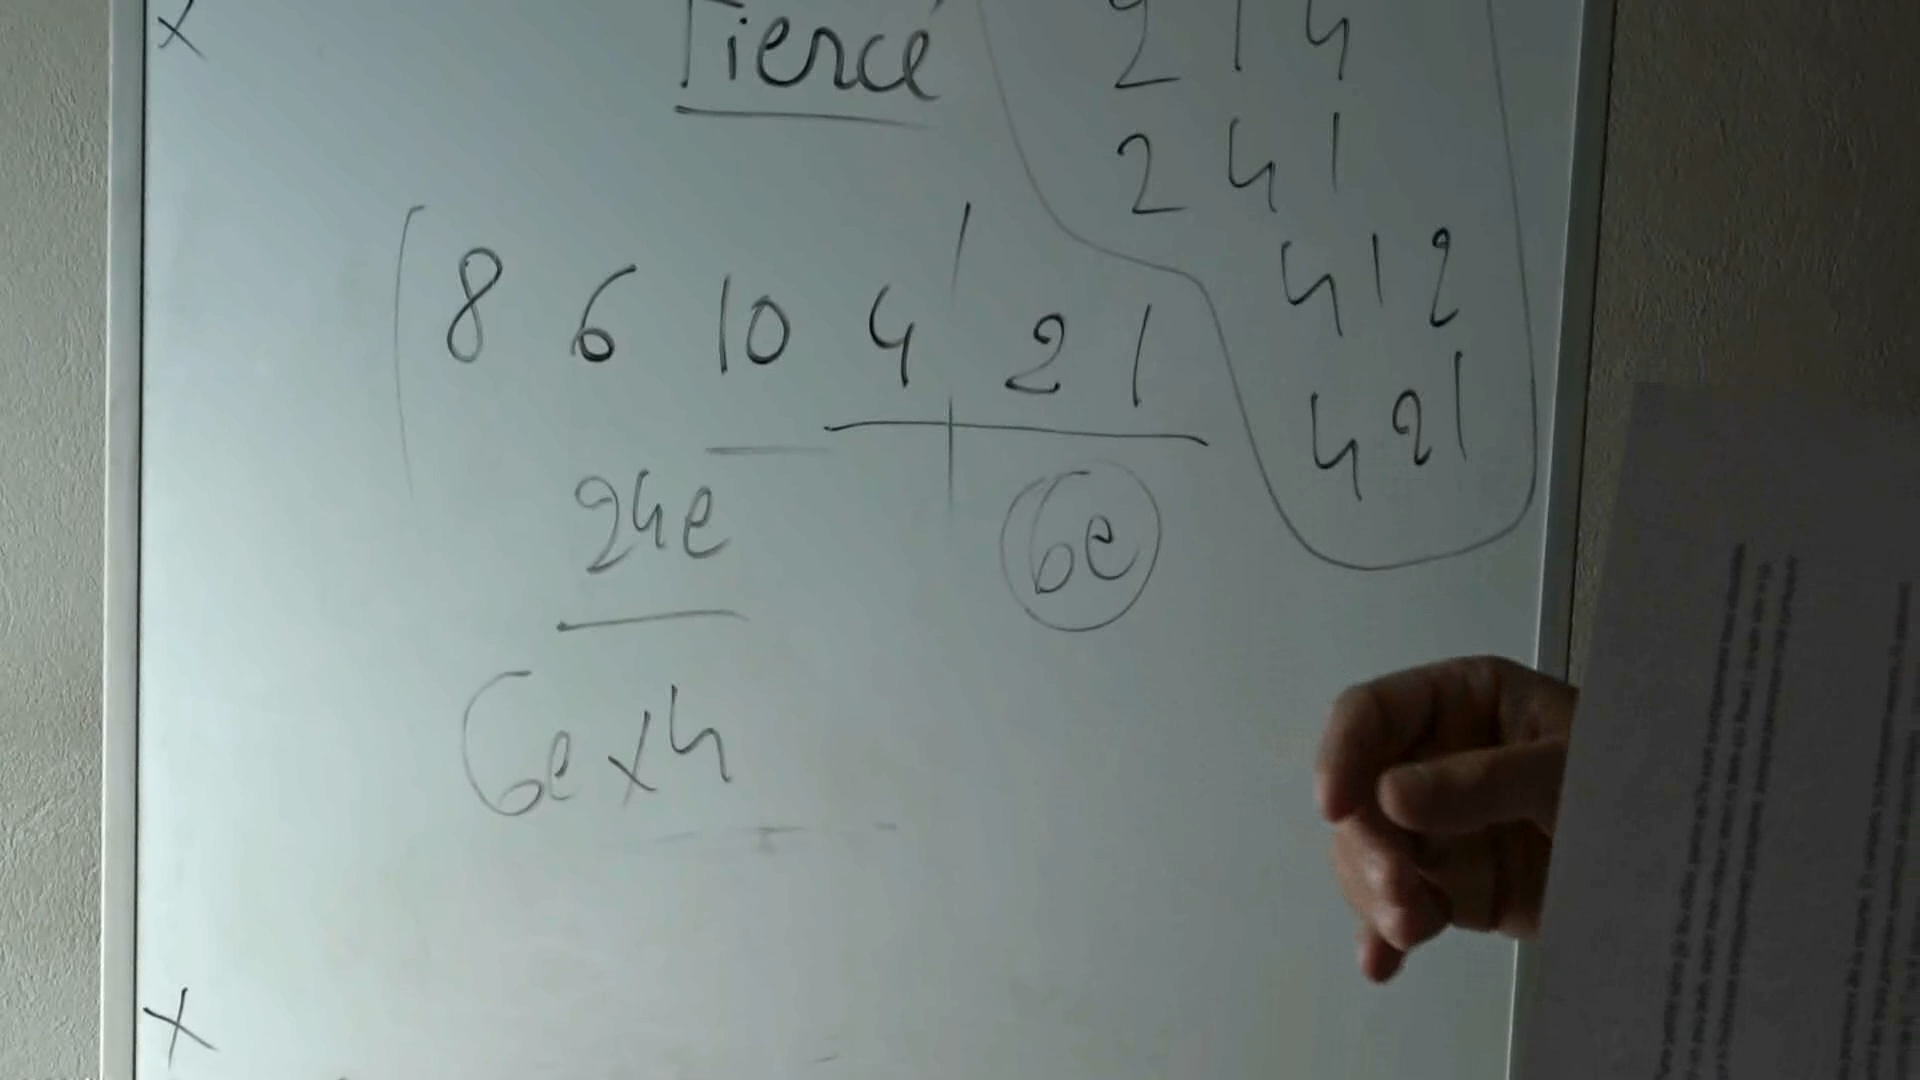 Tiercé
2 1 4
2 4 1
4 1 2
4 2 1
8 6 10 4 2 1
24e
6e
6e x 4
x
x